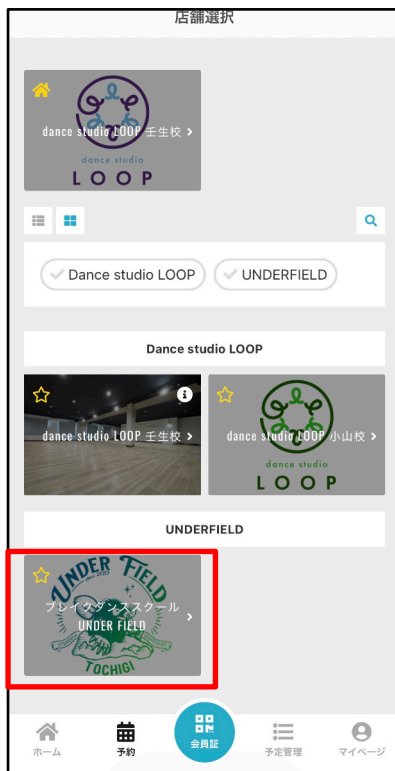 店舗選択
dance studio LOOP 壬生校 >
dance studio
LOOP
Dance studio LOOP
UNDERFIELD
Dance studio LOOP
dance studio LOOP 壬生校 >
dance studio LOOP 小山校 >
dance studio
LOOP
UNDERFIELD
UNDER FIELD
ブレイクダンススクール
UNDER FIELD >
TOCHIGI
ホーム
予約
会員証
予定管理
マイページ